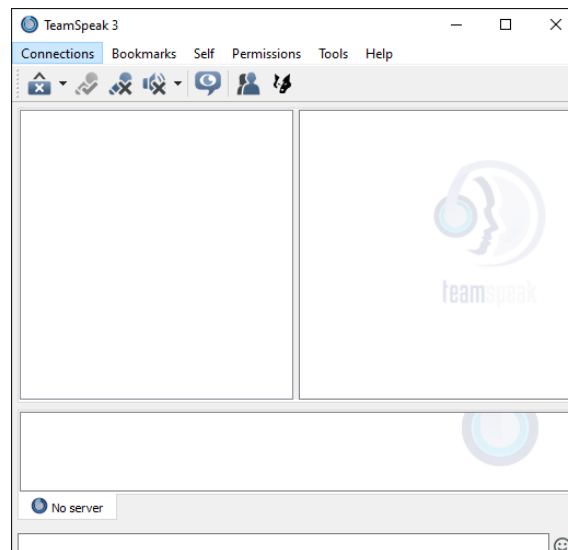 TeamSpeak 3
Connections Bookmarks Self Permissions Tools Help
teamspeak
No server